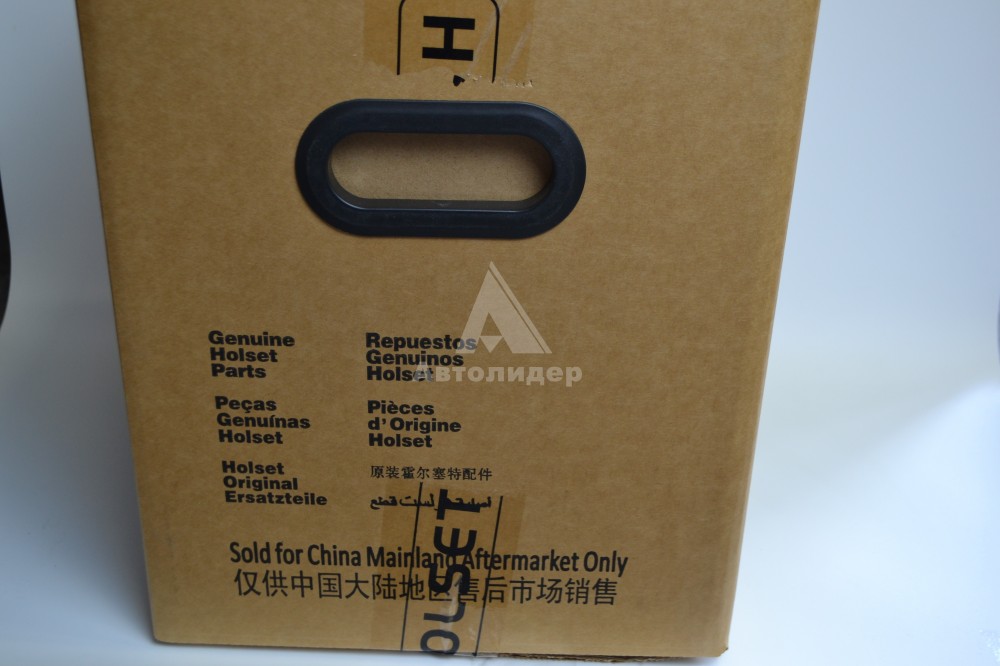 H
Genuine
Holset
Parts
Repuestos
Genuinos
Holset
Автолидер
Peças
Genuínas
Holset
Pièces
d'Origine
Holset
Holset
Original
Ersatzteile
原装霍尔塞特配件
Sold for China Mainland Aftermarket Only
仅供中国大陆地区售后市场销售
OLSET